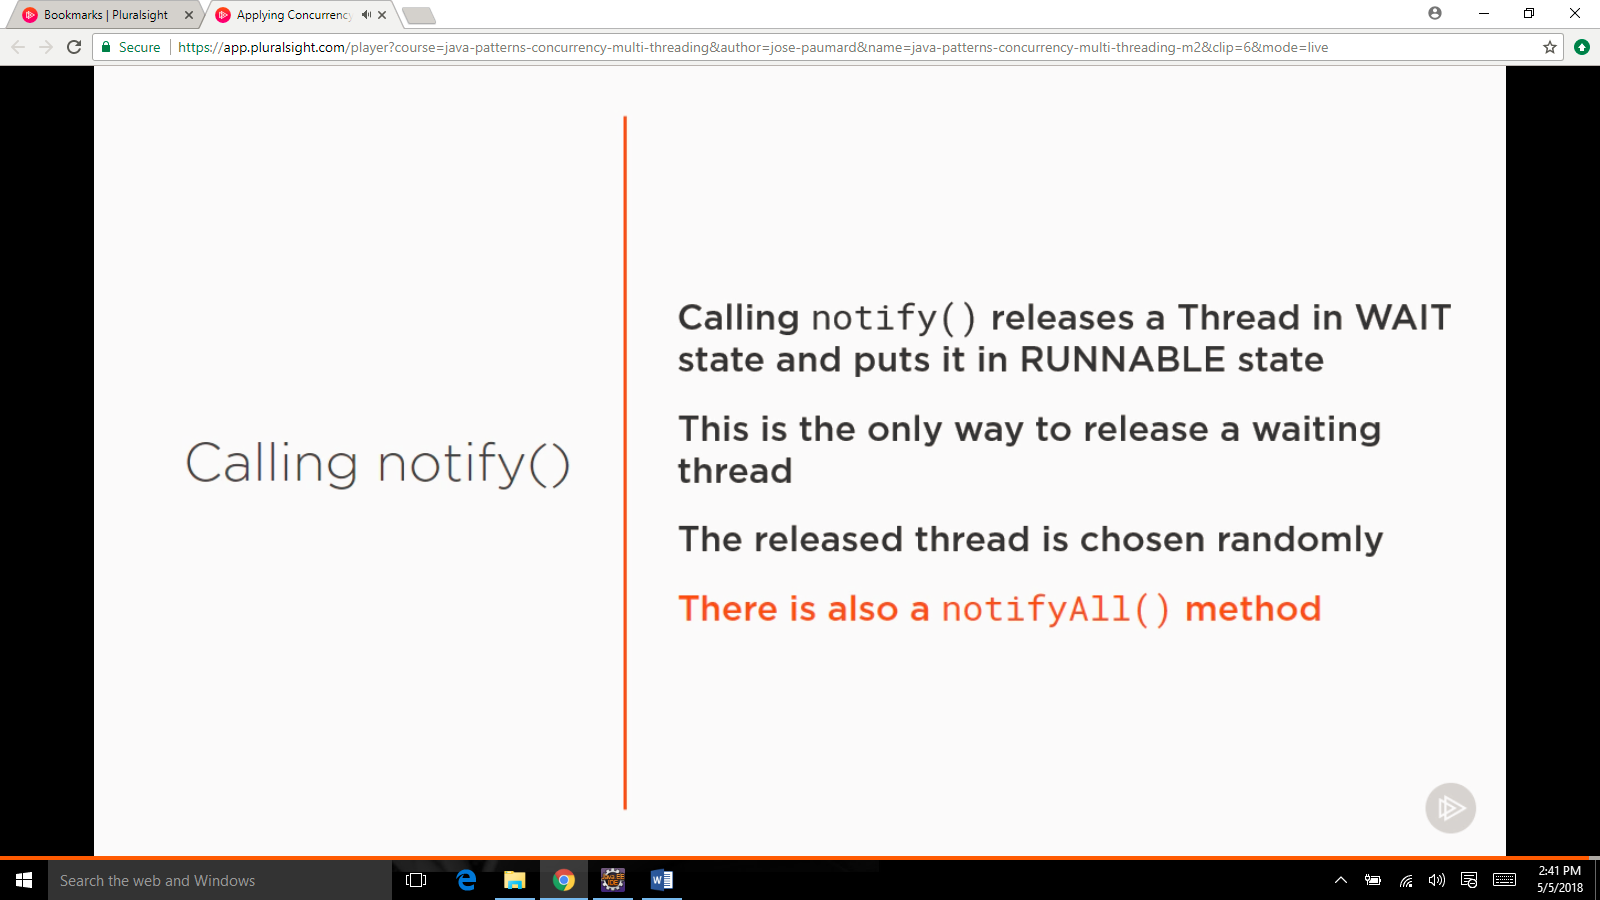 Bookmarks | Pluralsight
Applying Concurrency
Secure
https://app.pluralsight.com/player?course=java-patterns-concurrency-multi-threading&author=jose-paumard&name=java-patterns-concurrency-multi-threading-m2&clip=6&mode=live
Calling notify()
Calling notify() releases a Thread in WAIT
state and puts it in RUNNABLE state
This is the only way to release a waiting
thread
The released thread is chosen randomly
There is also a notifyAll() method
Search the web and Windows
Java EE
IDE
2:41 PM
5/5/2018